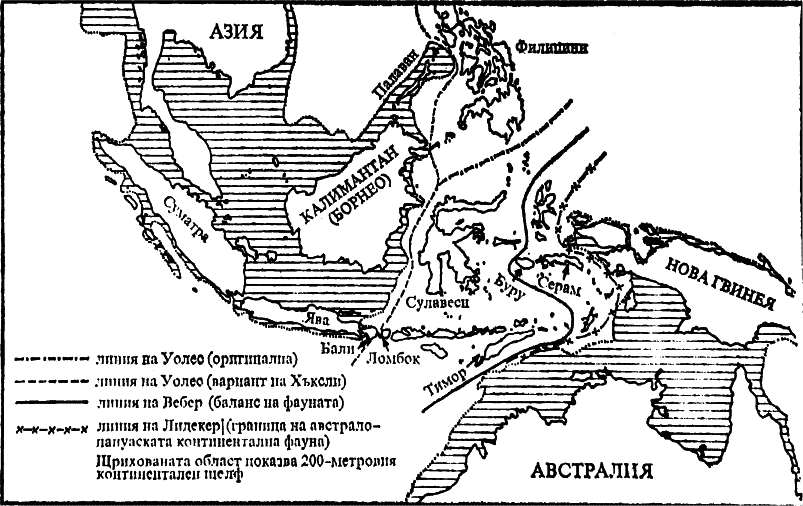 АЗИЯ
Филипини
Палаван
КАЛИМАНТАН
(БОРНЕО)
Суматра
НОВА ГВИНЕЯ
Серам
Буру
Сулавеси
Ява
Бали
Ломбок
Тимор
линия на Уолес (оригинална)
линия на Уолес (вариант на Хъксли)
линия на Вебер (баланс на фауната)
линия на Лидекер (граница на австрало-
папуаската континентална фауна)
Щрихованата област показва 200-метровия
континентален шелф
АВСТРАЛИЯ